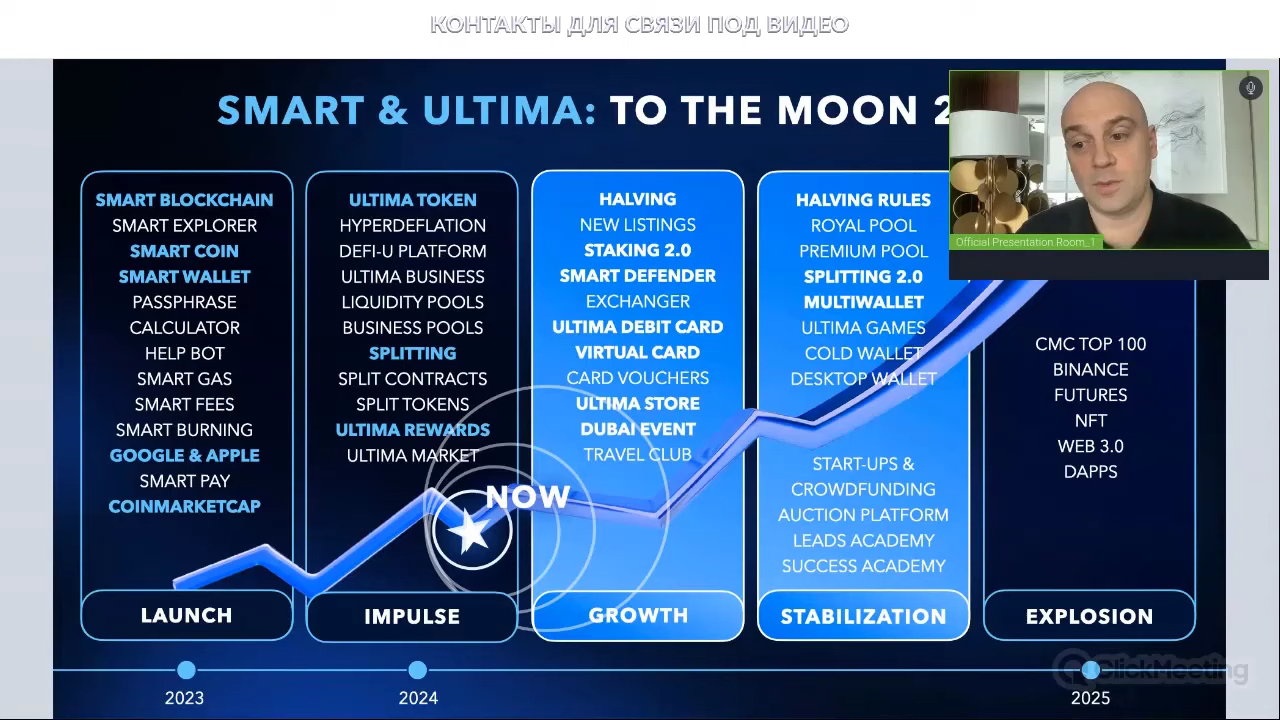 КОНТАКТЫ ДЛЯ СВЯЗИ ПОД ВИДЕО
SMART & ULTIMA: TO THE MOON
Official Presentation Room_1
SMART BLOCKCHAIN
SMART EXPLORER
SMART COIN
SMART WALLET
PASSPHRASE
CALCULATOR
HELP BOT
SMART GAS
SMART FEES
SMART BURNING
GOOGLE & APPLE
SMART PAY
COINMARKETCAP
LAUNCH
ULTIMA TOKEN
HYPERDEFLATION
DEFI-U PLATFORM
ULTIMA BUSINESS
LIQUIDITY POOLS
BUSINESS POOLS
SPLITTING
SPLIT CONTRACTS
SPLIT TOKENS
ULTIMA REWARDS
ULTIMA MARKET
NOW
IMPULSE
HALVING
NEW LISTINGS
STAKING 2.0
SMART DEFENDER
EXCHANGER
ULTIMA DEBIT CARD
VIRTUAL CARD
CARD VOUCHERS
ULTIMA STORE
DUBAI EVENT
TRAVEL CLUB
GROWTH
HALVING RULES
ROYAL POOL
PREMIUM POOL
SPLITTING 2.0
MULTIWALLET
ULTIMA GAMES
COLD WALLET
DESKTOP WALLET
START-UPS &
CROWDFUNDING
AUCTION PLATFORM
LEADS ACADEMY
SUCCESS ACADEMY
STABILIZATION
CMC TOP 100
BINANCE
FUTURES
NFT
WEB 3.0
DAPPS
EXPLOSION
ClickMeeting
2023
2024
2025